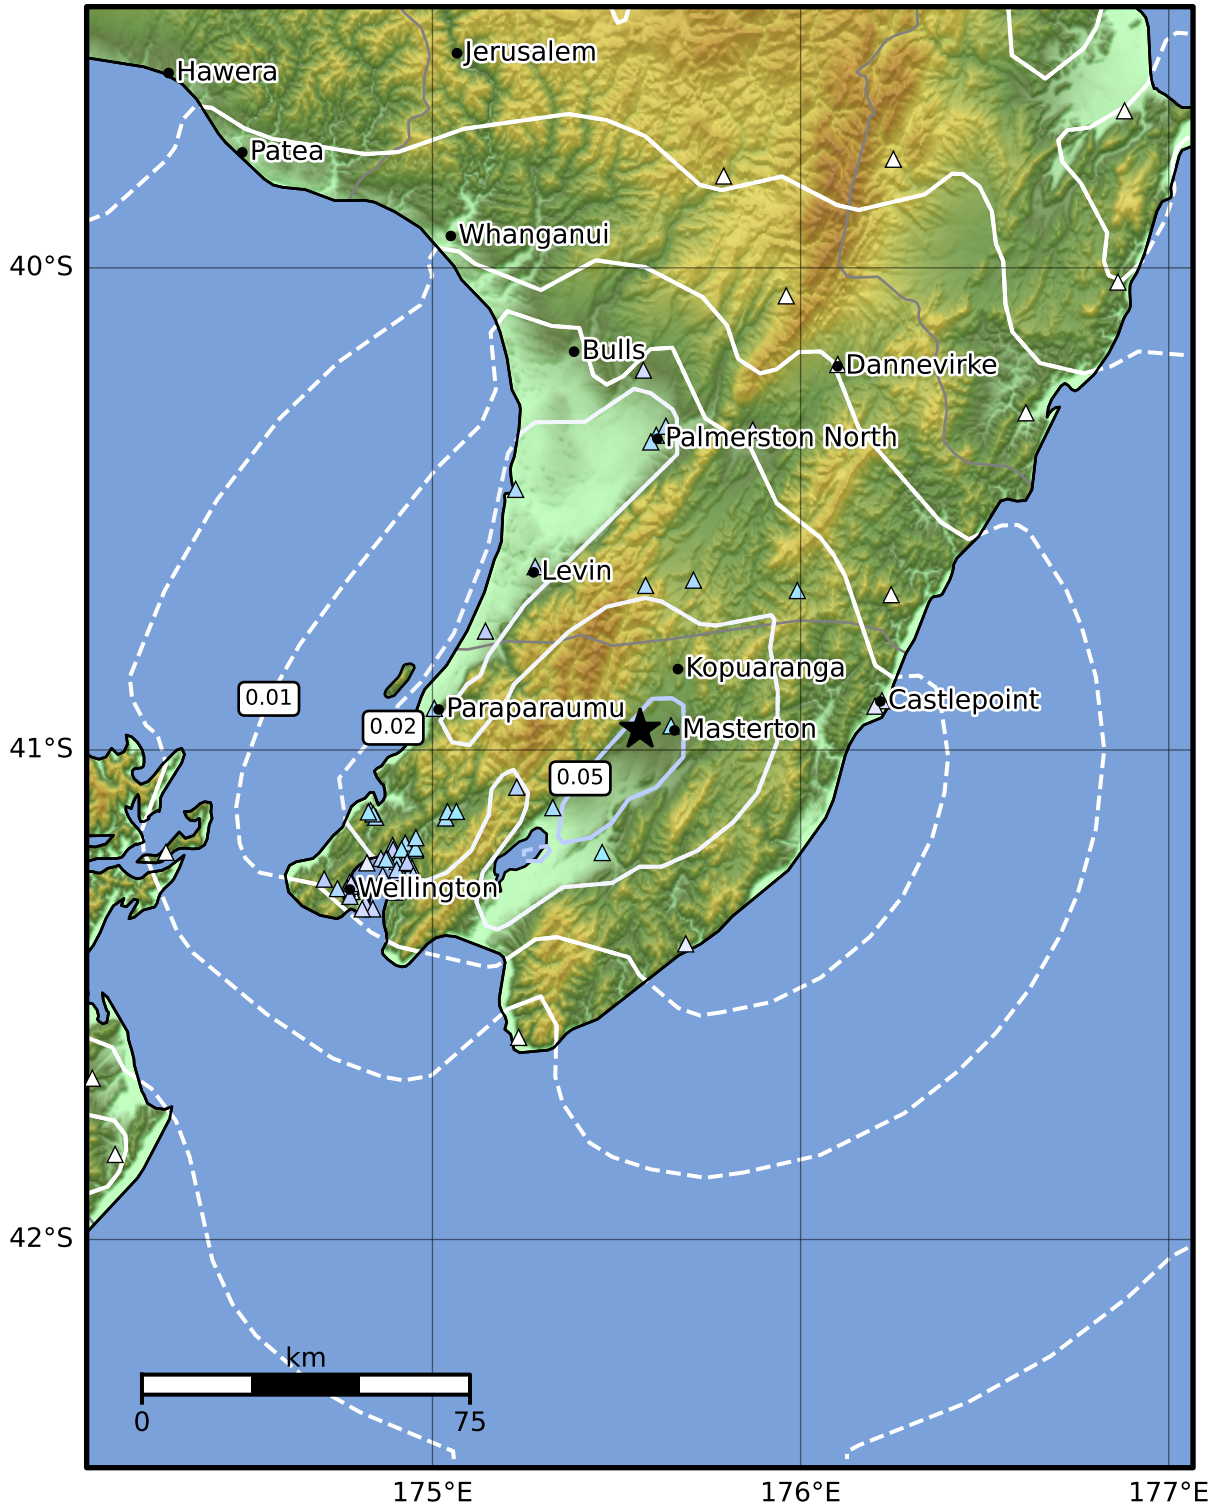 Jerusalem
Hawera
Patea
Whanganui
40°S
Bulls
Dannevirke
Palmerston North
Levin
Kopuaranga
0.01
Paraparaumu
Castlepoint
0.02
Masterton
41°S
0.05
Wellington
42°S
km
0
75
175°E
176°E
177°E